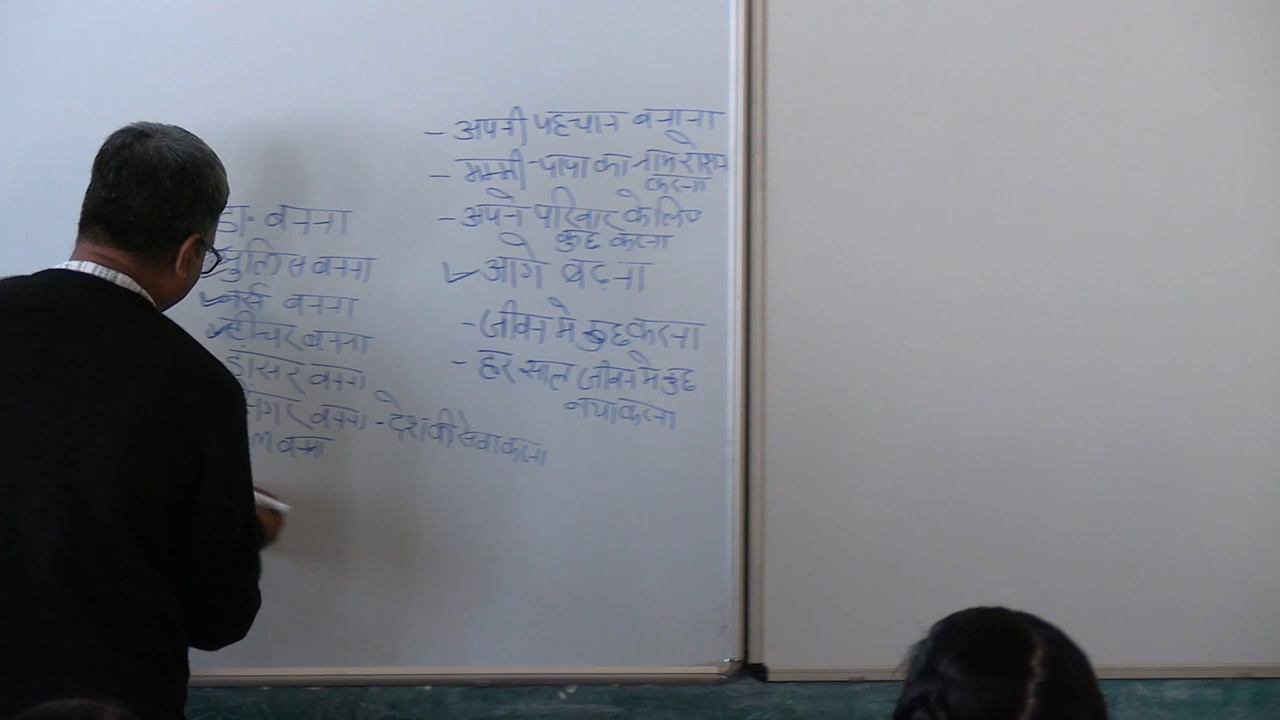 डा. बनना
पुलिस बनना
नर्स बनना
टीचर बनना
डांसर बनना
बनना - देश की सेवा करना
बनना
- अपनी पहचान बनाना
- मम्मी-पापा का नाम रोशन
करना
- अपने परिवार के लिए
कुछ करना
आगे बढ़ना
- जीवन मे कुछ करना
- हर साल जीवन मे कुछ
नया करना